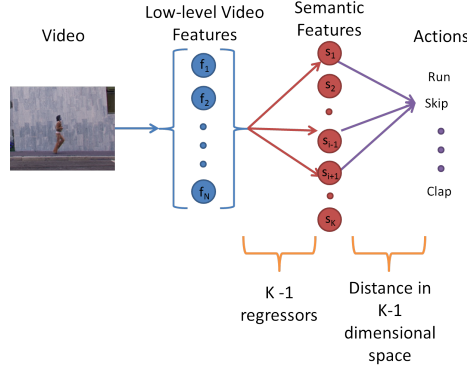 Video
Low-level Video
Features
Semantic
Features
Actions
f1
f2
fN
s1
s2
si-1
si+1
sK
Run
Skip
Clap
K -1
regressors
Distance in
K-1
dimensional
space